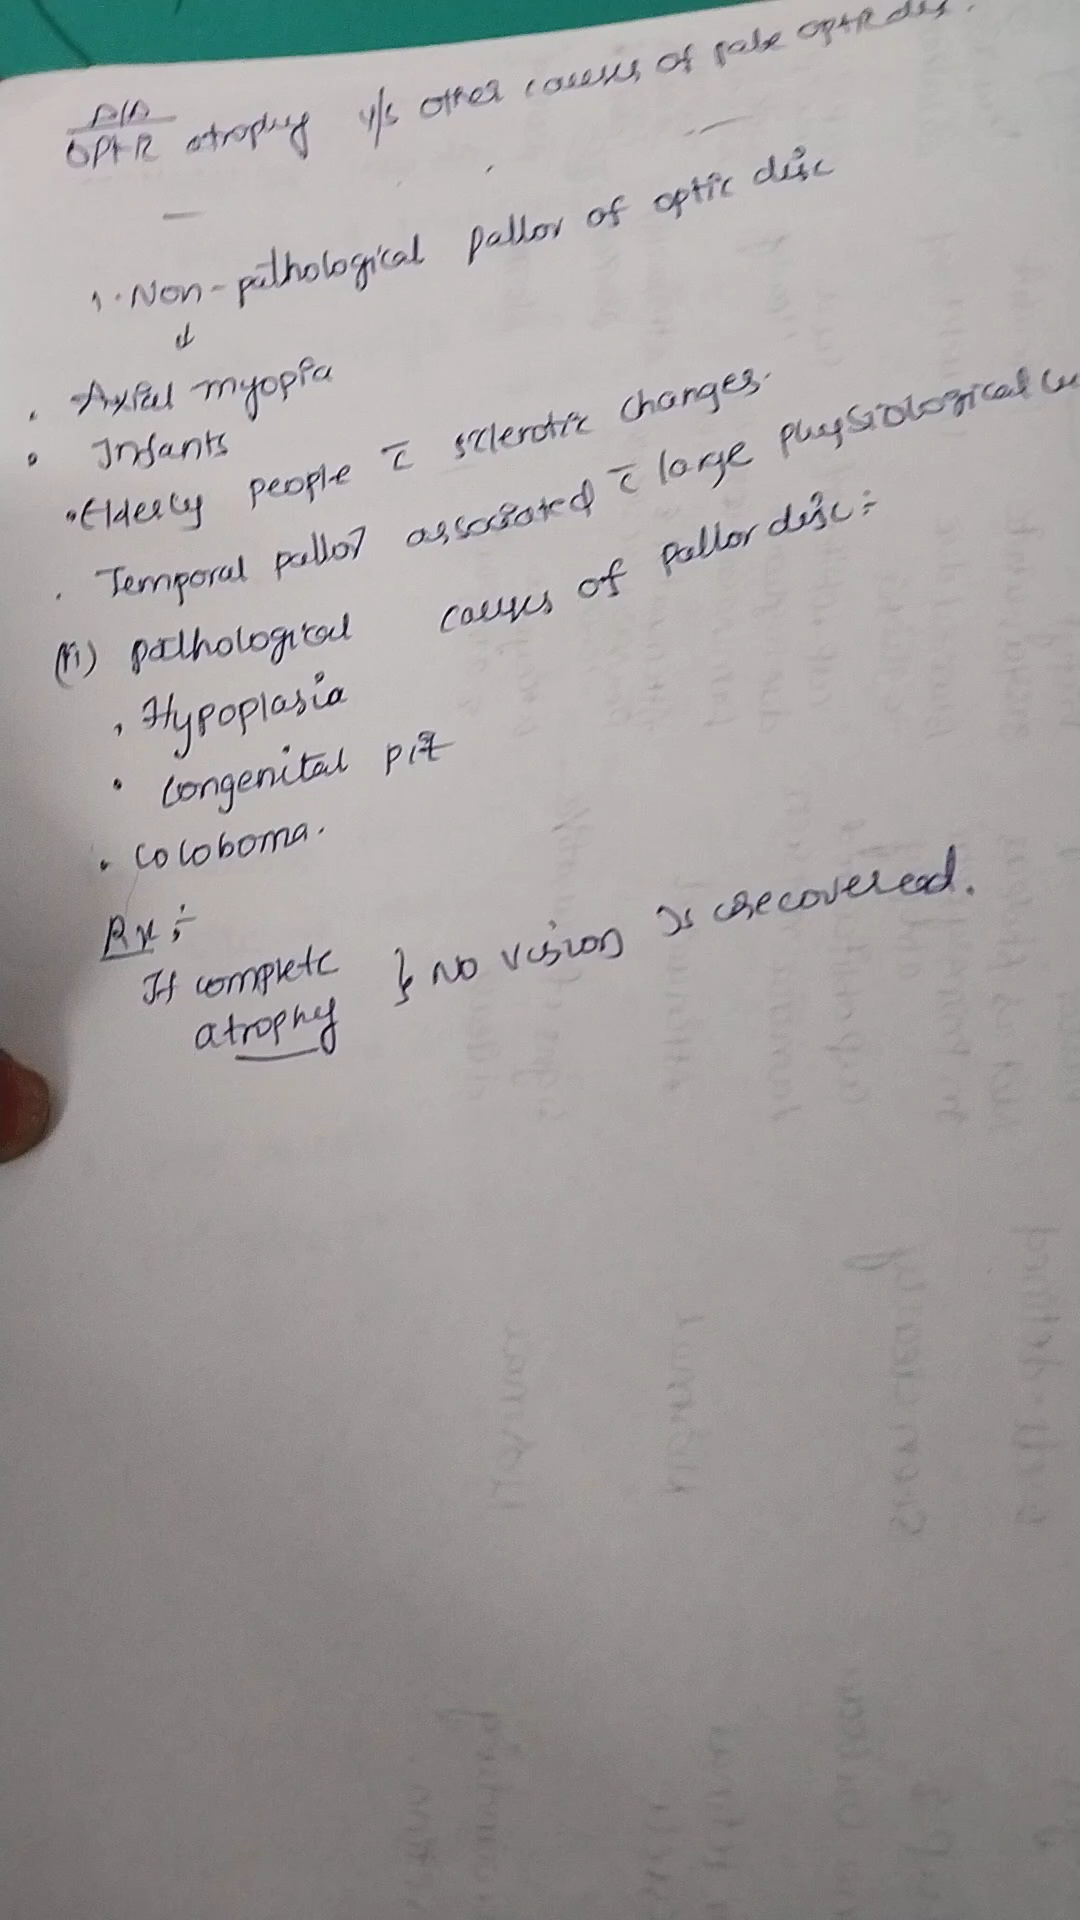 D/D
Optic atrophy v/s other causes of pale optic disc.
1. Non-pathological pallor of optic disc
↓
• Axial myopia
• Infants
• Elderly people c̄ sclerotic changes.
• Temporal pallor associated c̄ large physiological cu
(ii) pathological causes of pallor disc :-
• Hypoplasia
• Congenital pit
• Coloboma.
Rx :-
If complete atrophy } No vision is recovered.